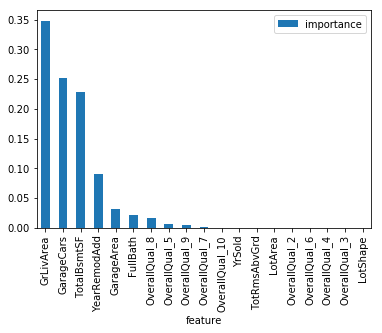 importance
0.35
0.30
0.25
0.20
0.15
0.10
0.05
0.00
GrLivArea
GarageCars
TotalBsmtSF
YearRemodAdd
GarageArea
FullBath
OverallQual_8
OverallQual_5
OverallQual_9
OverallQual_7
OverallQual_10
YrSold
TotRmsAbvGrd
LotArea
OverallQual_2
OverallQual_6
OverallQual_4
OverallQual_3
LotShape
feature